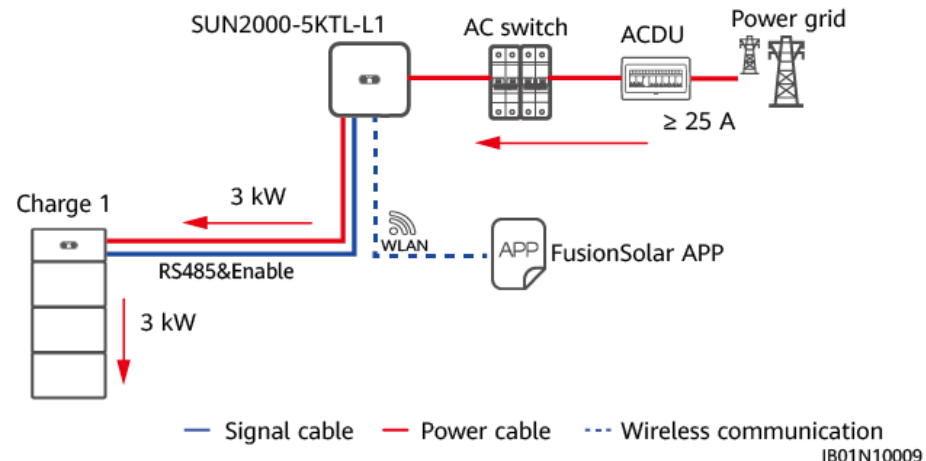 SUN2000-5KTL-L1
AC switch
ACDU
Power grid
≥ 25 A
Charge 1
3 kW
WLAN
APP
FusionSolar APP
RS485&Enable
3 kW
Signal cable
Power cable
Wireless communication
IB01N10009